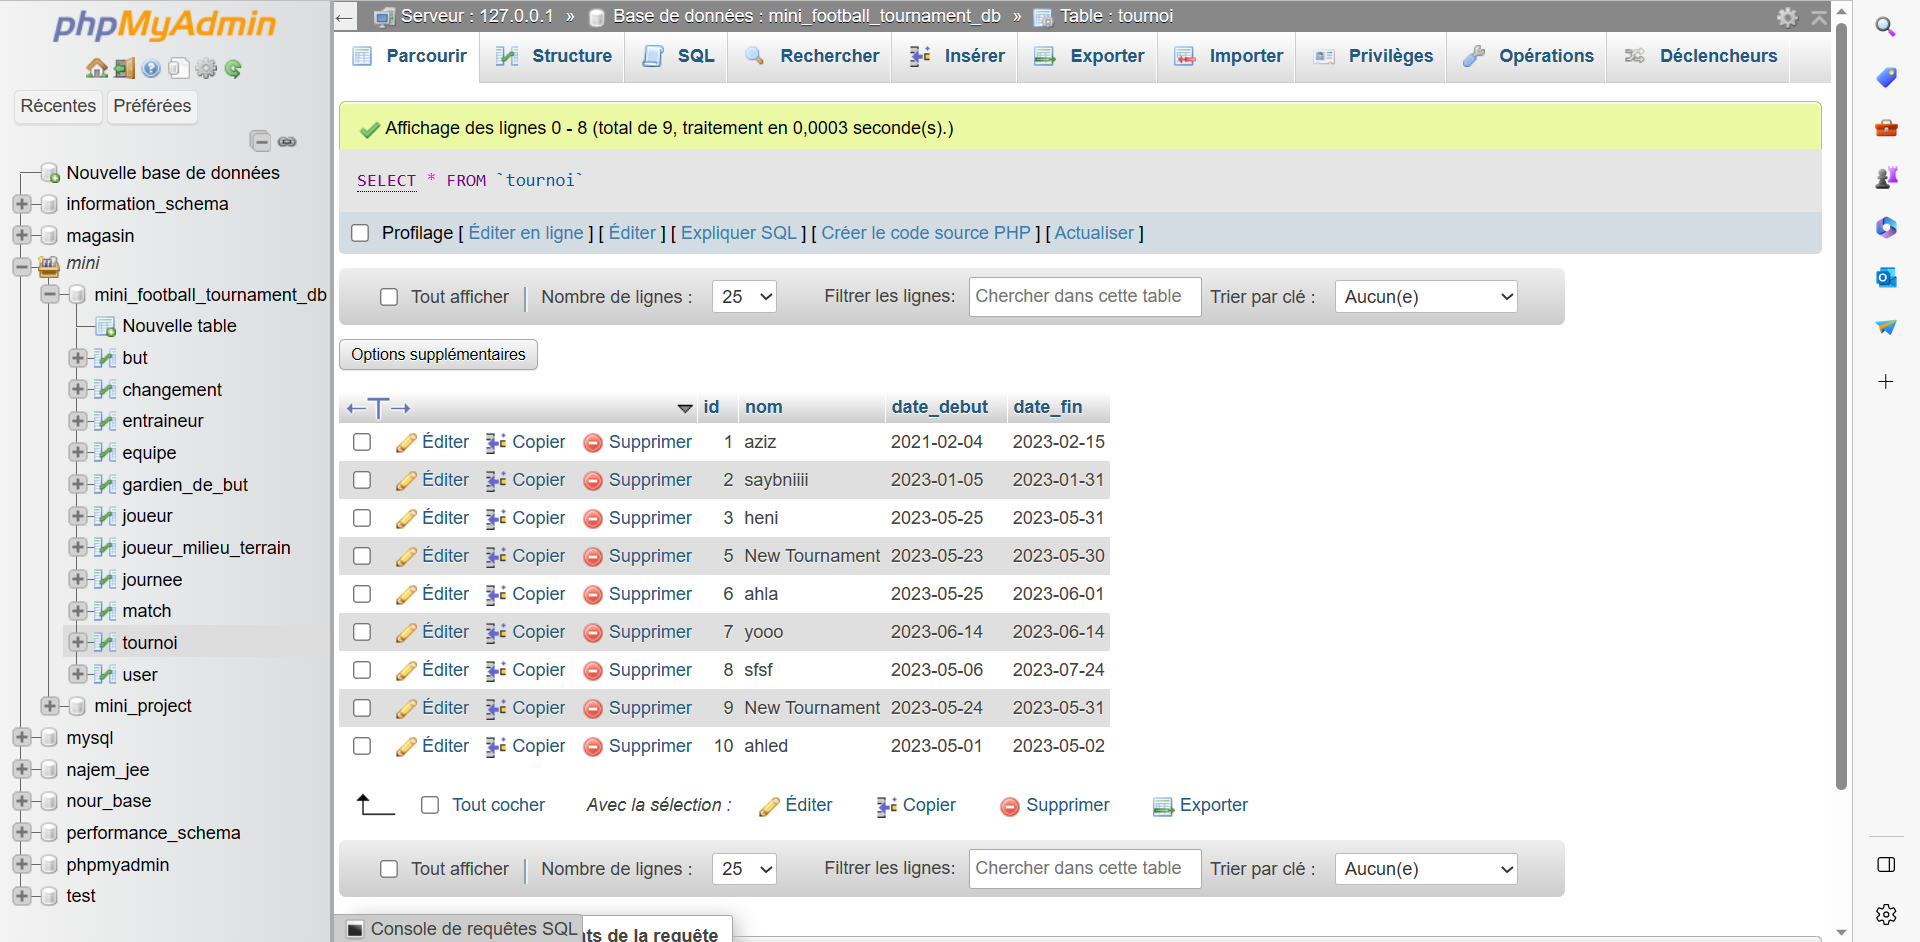 phpMyAdmin
Récentes Préférées
Nouvelle base de données
information_schema
magasin
mini
mini_football_tournament_db
Nouvelle table
but
changement
entraineur
equipe
gardien_de_but
joueur
joueur_milieu_terrain
journee
match
tournoi
user
mini_project
mysql
najem_jee
nour_base
performance_schema
phpmyadmin
test
Serveur : 127.0.0.1 » Base de données : mini_football_tournament_db » Table : tournoi
Parcourir Structure SQL Rechercher Insérer Exporter Importer Privilèges Opérations Déclencheurs
Affichage des lignes 0 - 8 (total de 9, traitement en 0,0003 seconde(s).)
SELECT * FROM `tournoi`
Profilage [ Éditer en ligne ] [ Éditer ] [ Expliquer SQL ] [ Créer le code source PHP ] [ Actualiser ]
Tout afficher Nombre de lignes : 25 Filtrer les lignes: Chercher dans cette table Trier par clé : Aucun(e)
Options supplémentaires
id nom date_debut date_fin
Éditer Copier Supprimer 1 aziz 2021-02-04 2023-02-15
Éditer Copier Supprimer 2 saybniiii 2023-01-05 2023-01-31
Éditer Copier Supprimer 3 heni 2023-05-25 2023-05-31
Éditer Copier Supprimer 5 New Tournament 2023-05-23 2023-05-30
Éditer Copier Supprimer 6 ahla 2023-05-25 2023-06-01
Éditer Copier Supprimer 7 yooo 2023-06-14 2023-06-14
Éditer Copier Supprimer 8 sfsf 2023-05-06 2023-07-24
Éditer Copier Supprimer 9 New Tournament 2023-05-24 2023-05-31
Éditer Copier Supprimer 10 ahled 2023-05-01 2023-05-02
Tout cocher Avec la sélection : Éditer Copier Supprimer Exporter
Tout afficher Nombre de lignes : 25 Filtrer les lignes: Chercher dans cette table Trier par clé : Aucun(e)
Console de requêtes SQL
ts de la requête